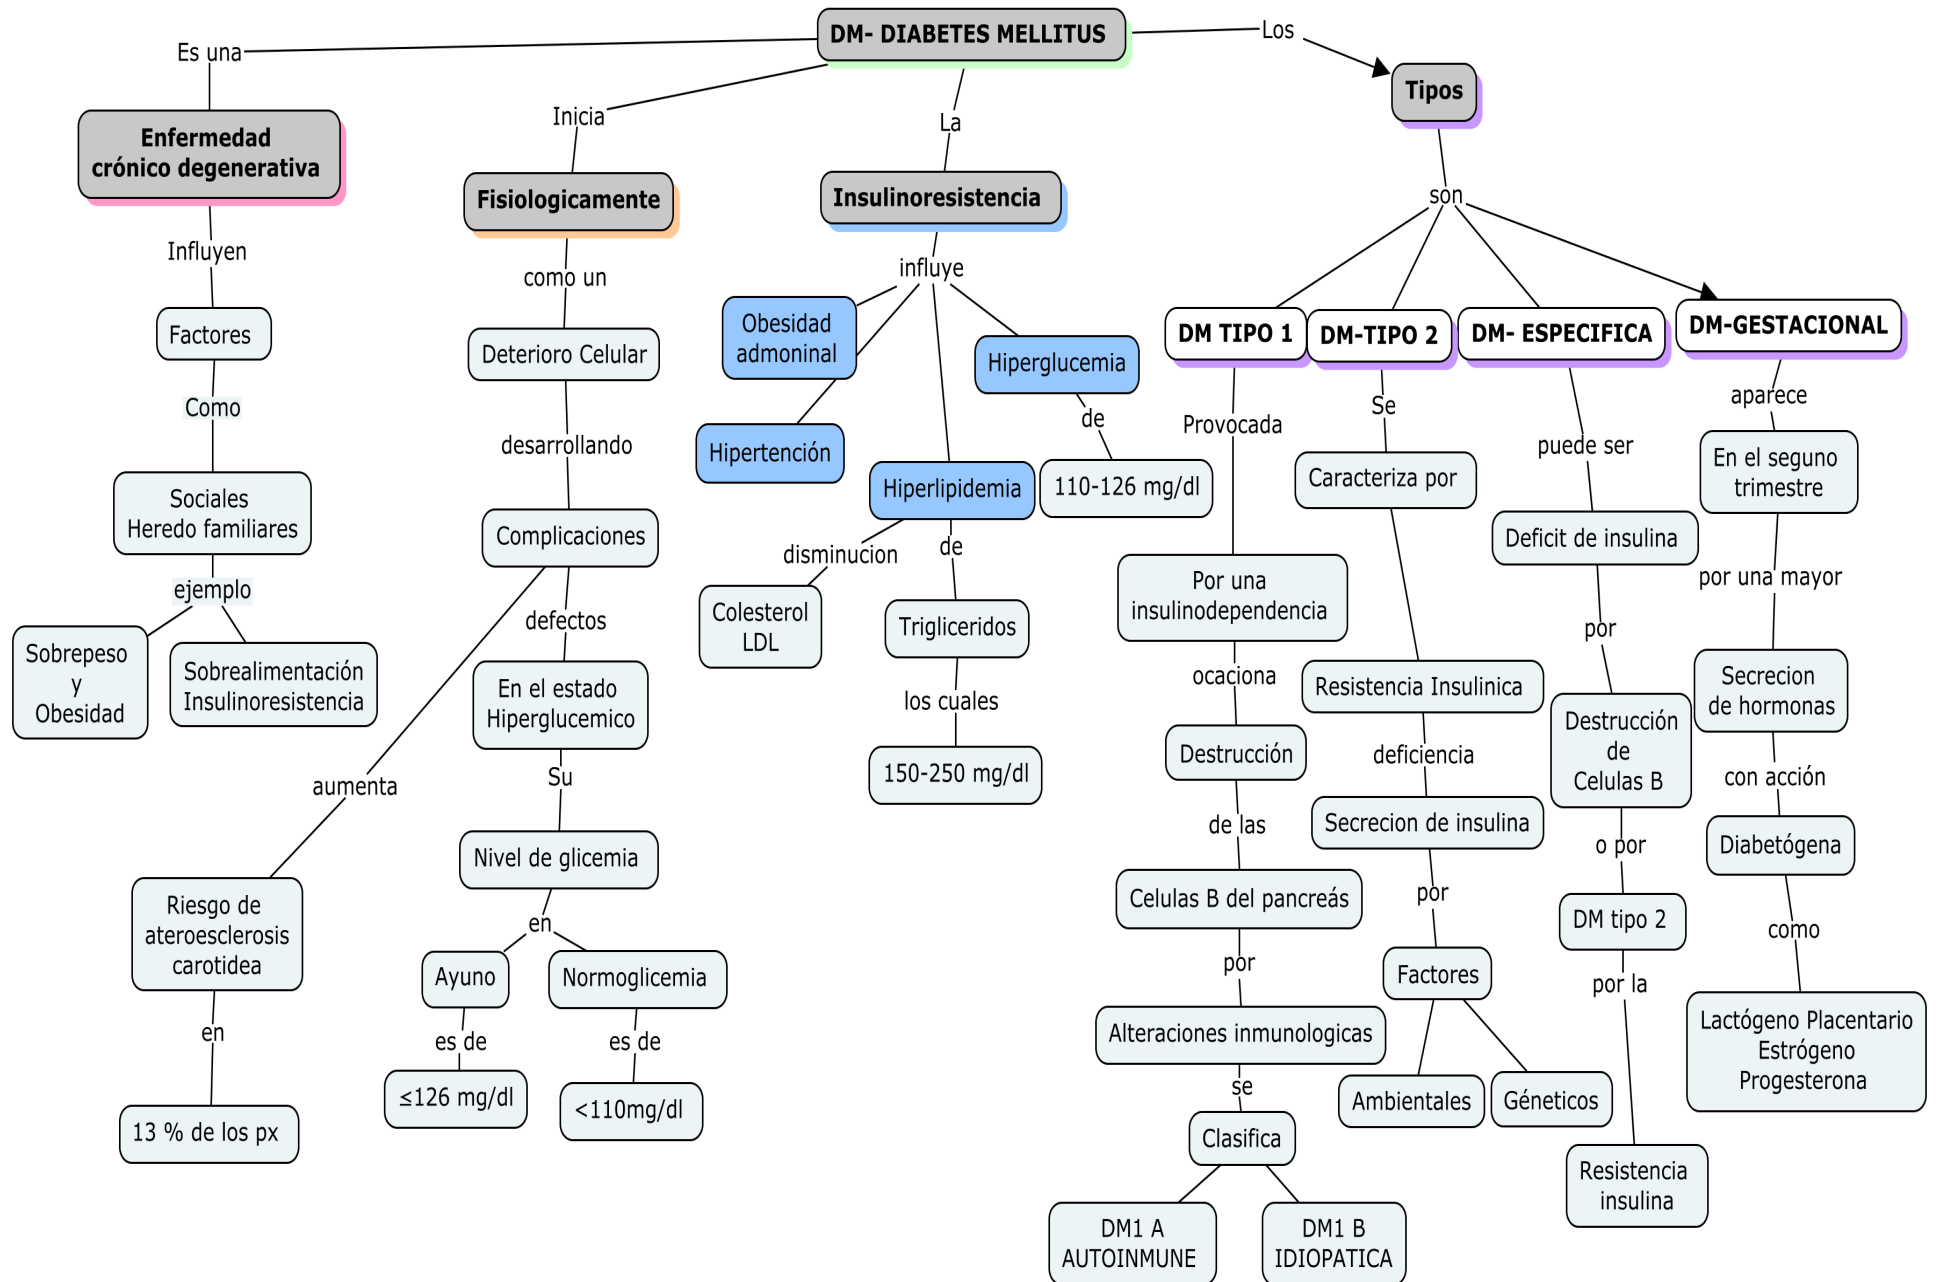 DM- DIABETES MELLITUS
Es una
Enfermedad
crónico degenerativa
Influyen
Factores
Como
Sociales
Heredo familiares
ejemplo
Sobrepeso
y
Obesidad
Sobrealimentación
Insulinoresistencia
Inicia
Fisiologicamente
como un
Deterioro Celular
desarrollando
Complicaciones
aumenta
Riesgo de
ateroesclerosis
carotidea
en
13 % de los px
defectos
En el estado
Hiperglucemico
Su
Nivel de glicemia
en
Ayuno
es de
≤126 mg/dl
Normoglicemia
es de
<110mg/dl
La
Insulinoresistencia
influye
Obesidad
admoninal
Hipertención
Hiperlipidemia
disminucion
Colesterol
LDL
de
Trigliceridos
los cuales
150-250 mg/dl
Hiperglucemia
de
110-126 mg/dl
Los
Tipos
son
DM TIPO 1
Provocada
Por una
insulinodependencia
ocaciona
Destrucción
de las
Celulas B del pancreás
por
Alteraciones inmunologicas
se
Clasifica
DM1 A
AUTOINMUNE
DM1 B
IDIOPATICA
DM-TIPO 2
Se
Caracteriza por
Resistencia Insulinica
deficiencia
Secrecion de insulina
por
Factores
Ambientales
Géneticos
DM- ESPECIFICA
puede ser
Deficit de insulina
por
Destrucción
de
Celulas B
o por
DM tipo 2
por la
Resistencia
insulina
DM-GESTACIONAL
aparece
En el seguno
trimestre
por una mayor
Secrecion
de hormonas
con acción
Diabetógena
como
Lactógeno Placentario
Estrógeno
Progesterona